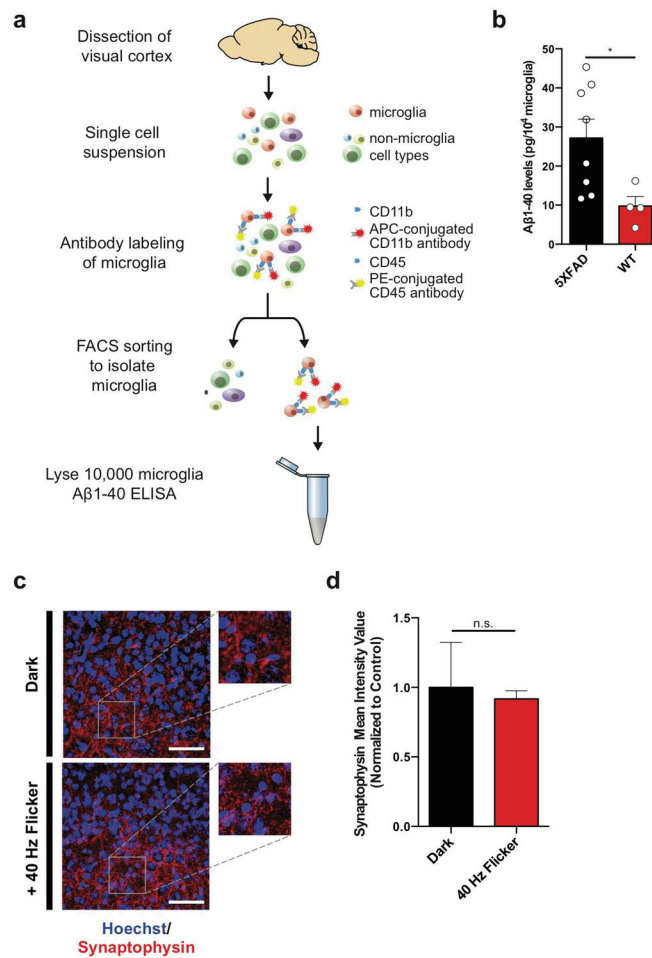 a
Dissection of
visual cortex
Single cell
suspension
microglia
non-microglia
cell types
Antibody labeling
of microglia
CD11b
APC-conjugated
CD11b antibody
CD45
PE-conjugated
CD45 antibody
FACS sorting
to isolate
microglia
Lyse 10,000 microglia
Aβ1-40 ELISA
b
Aβ1-40 levels (pg/10⁴ microglia)
50
40
30
20
10
0
*
5XFAD
WT
c
Dark
+ 40 Hz Flicker
Hoechst/
Synaptophysin
d
Synaptophysin Mean Intensity Value
(Normalized to Control)
1.5
1.0
0.5
0.0
n.s.
Dark
40 Hz Flicker